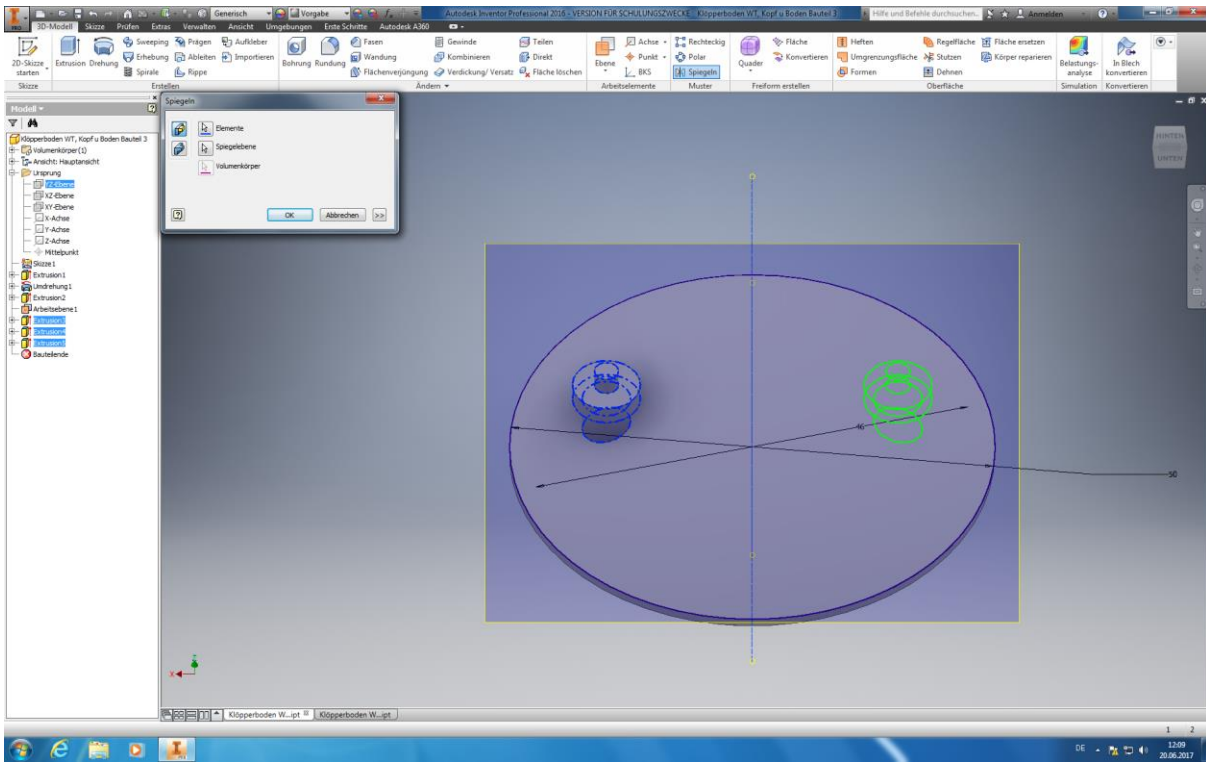 Generisch Vorgabe Autodesk Inventor Professional 2016 - VERSION FÜR SCHULUNGSZWECKE Klöpperboden WT, Kopf u Boden Bauteil 3 Hilfe und Befehle durchsuchen... Anmelden
3D-Modell Skizze Prüfen Extras Verwalten Ansicht Umgebungen Erste Schritte Autodesk A360
Sweeping Prägen Aufkleber Fasen Gewinde Teilen Achse Rechteckig Fläche Heften Regelfläche Fläche ersetzen
2D-Skizze starten Extrusion Drehung Erhebung Ableiten Importieren Bohrung Rundung Wandung Kombinieren Direkt Ebene Punkt Polar Quader Konvertieren Umgrenzungsfläche Stutzen Körper reparieren Belastungs-analyse In Blech konvertieren
Spirale Rippe Flächenverjüngung Verdickung/ Versatz Fläche löschen BKS Spiegeln Formen Dehnen
Skizze Erstellen Ändern Arbeitselemente Muster Freiform erstellen Oberfläche Simulation Konvertieren
Modell
Klöpperboden WT, Kopf u Boden Bauteil 3
Volumenkörper(1)
Ansicht: Hauptansicht
Ursprung
YZ-Ebene
XZ-Ebene
XY-Ebene
X-Achse
Y-Achse
Z-Achse
Mittelpunkt
Skizze1
Extrusion1
Umdrehung1
Extrusion2
Arbeitsebene1
Extrusion3
Extrusion4
Extrusion5
Bauteilende
Spiegeln
Elemente
Spiegelebene
Volumenkörper
OK Abbrechen >>
HINTEN
UNTEN
46
50
X
Klöpperboden W...ipt Klöpperboden W...ipt
1 2
DE 12:09
20.06.2017